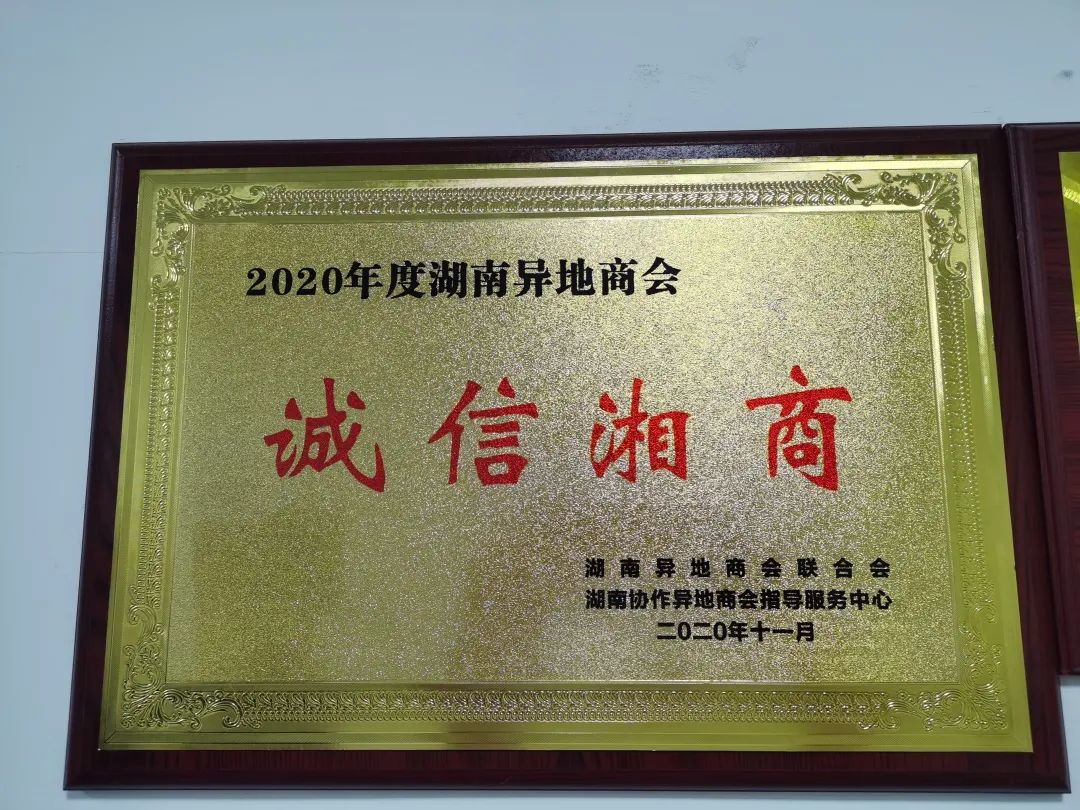 2020年度湖南异地商会
诚信湘商
湖南异地商会联合会
湖南协作异地商会指导服务中心
二〇二〇年十一月